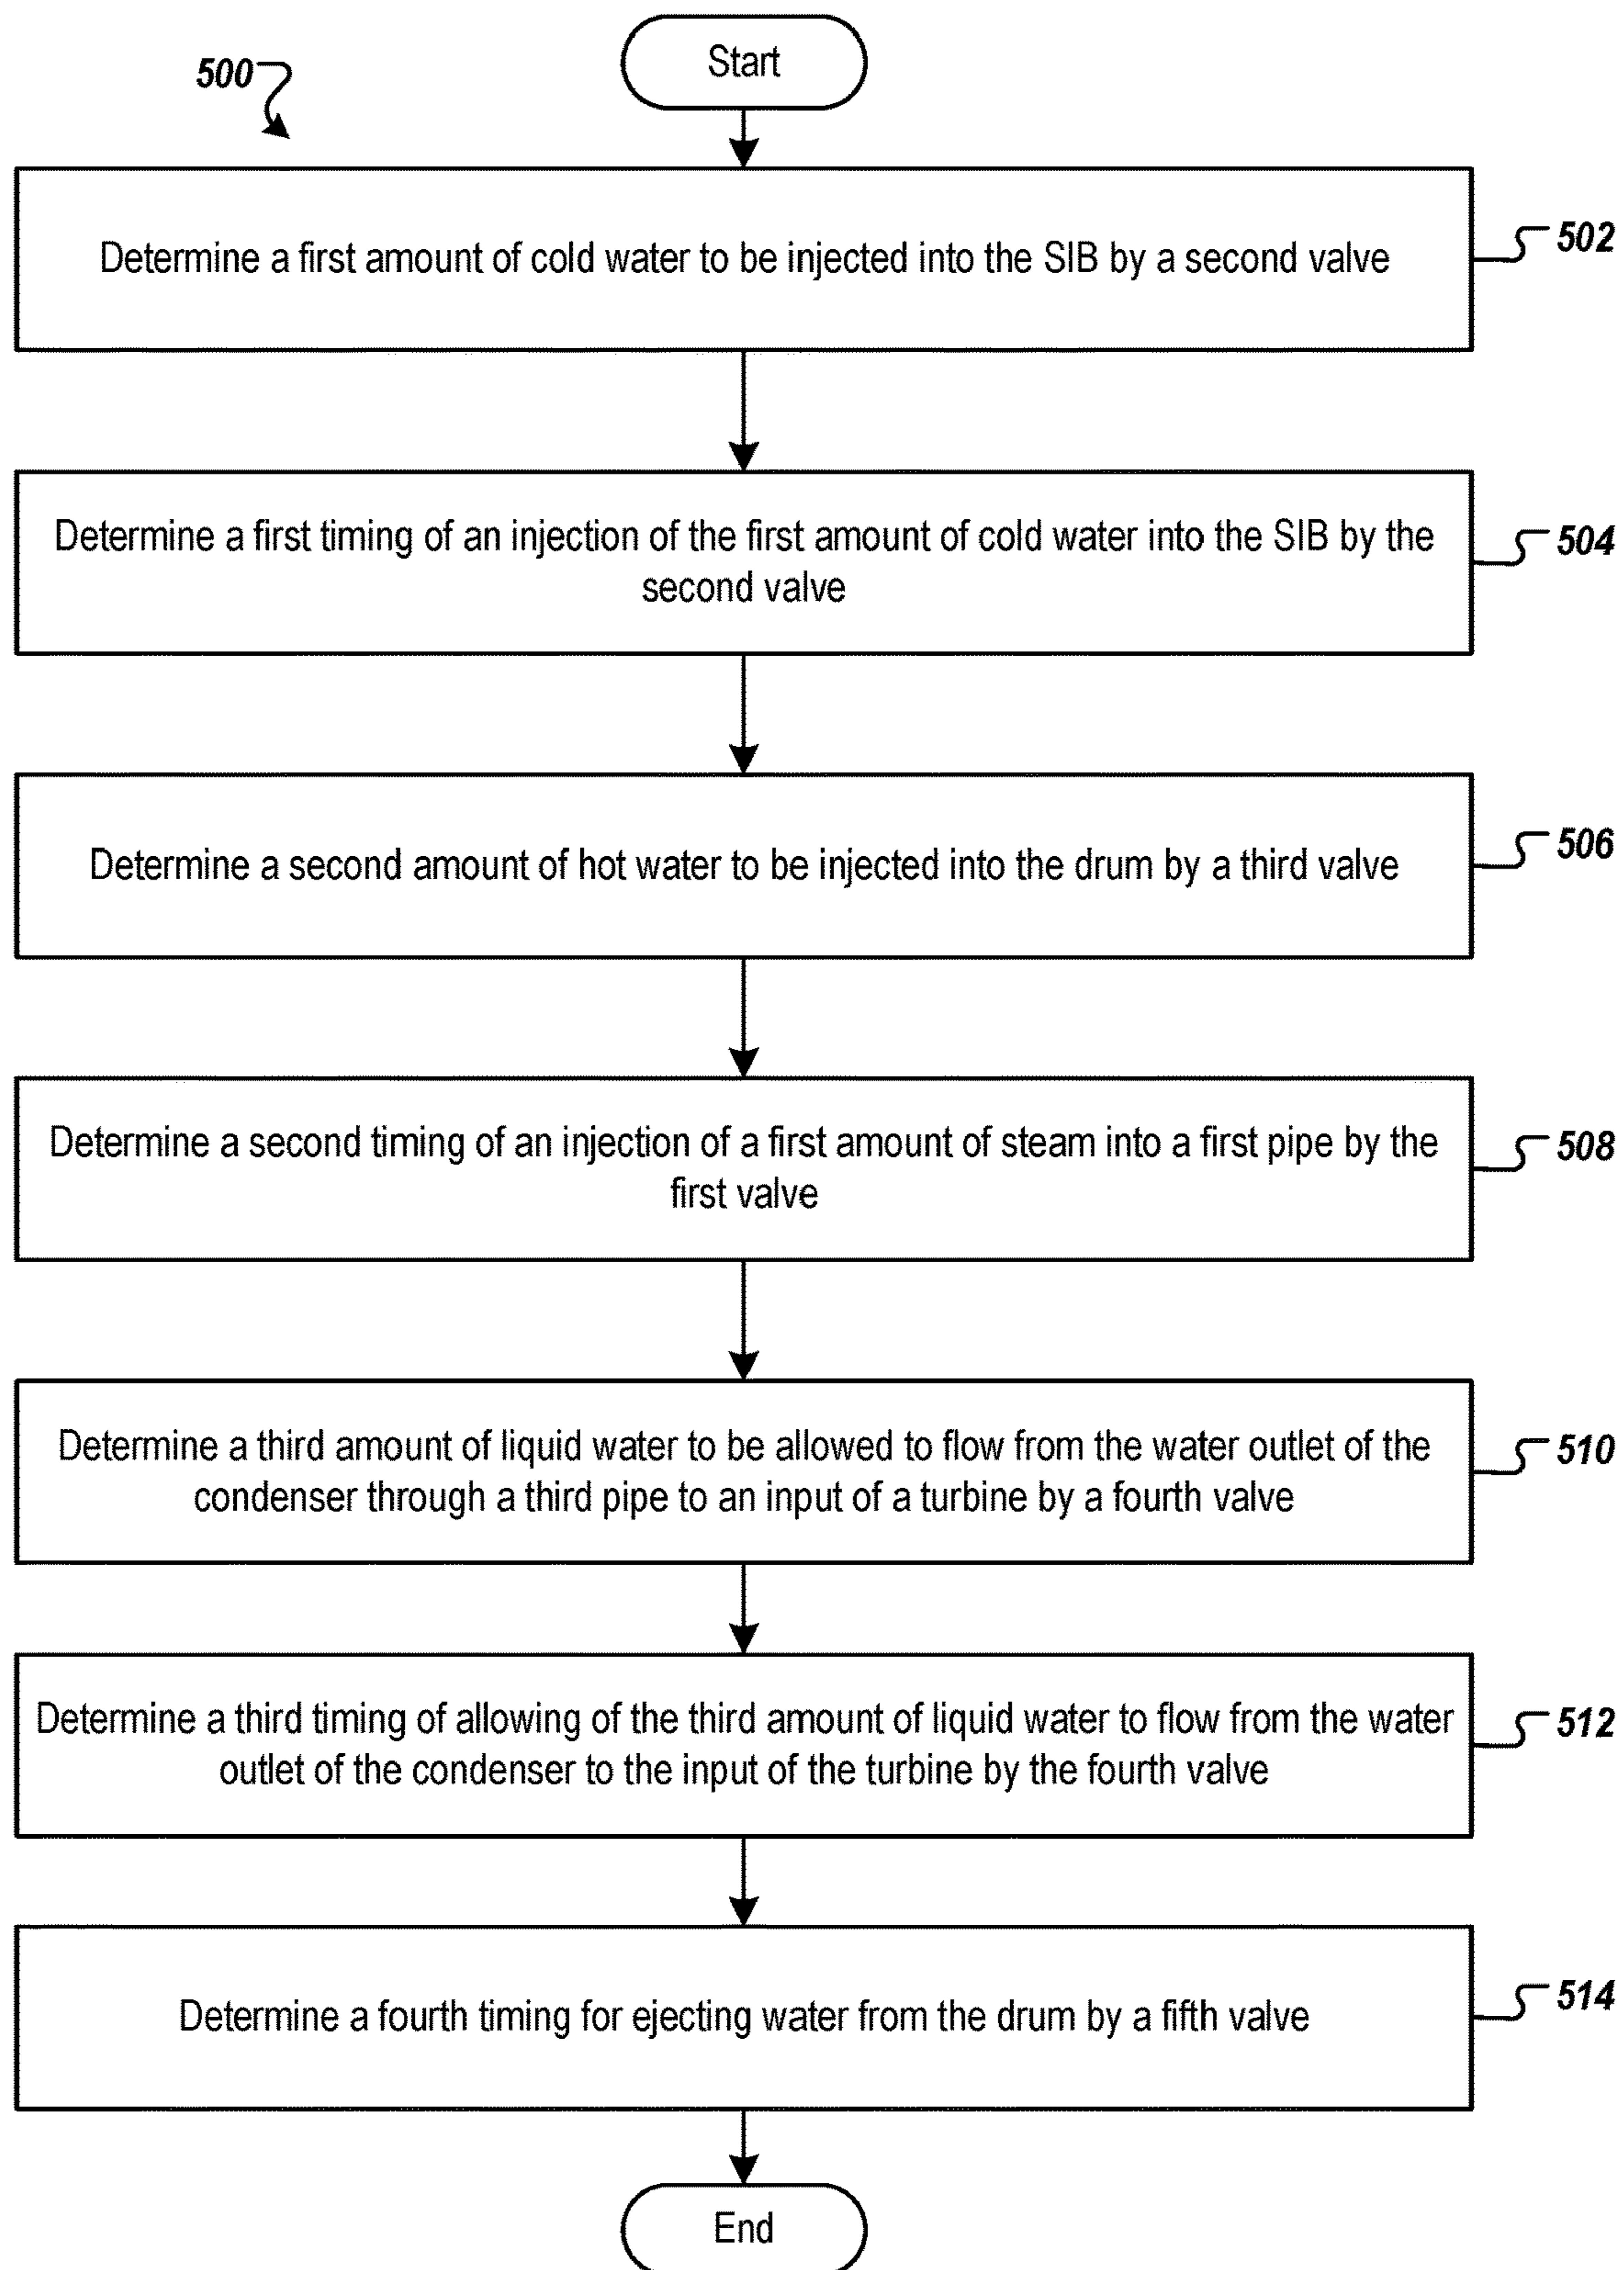 Start
500
Determine a first amount of cold water to be injected into the SIB by a second valve
502
Determine a first timing of an injection of the first amount of cold water into the SIB by the
second valve
504
Determine a second amount of hot water to be injected into the drum by a third valve
506
Determine a second timing of an injection of a first amount of steam into a first pipe by the
first valve
508
Determine a third amount of liquid water to be allowed to flow from the water outlet of the
condenser through a third pipe to an input of a turbine by a fourth valve
510
Determine a third timing of allowing of the third amount of liquid water to flow from the water
outlet of the condenser to the input of the turbine by the fourth valve
512
Determine a fourth timing for ejecting water from the drum by a fifth valve
514
End